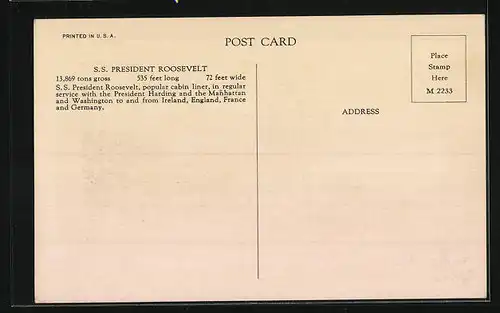 PRINTED IN U. S. A.
POST CARD
Place
Stamp
Here
M 2233
S.S. PRESIDENT ROOSEVELT
13,869 tons gross 535 feet long 72 feet wide
S. S. President Roosevelt, popular cabin liner, in regular
service with the President Harding and the Manhattan
and Washington to and from Ireland, England, France
and Germany.
ADDRESS